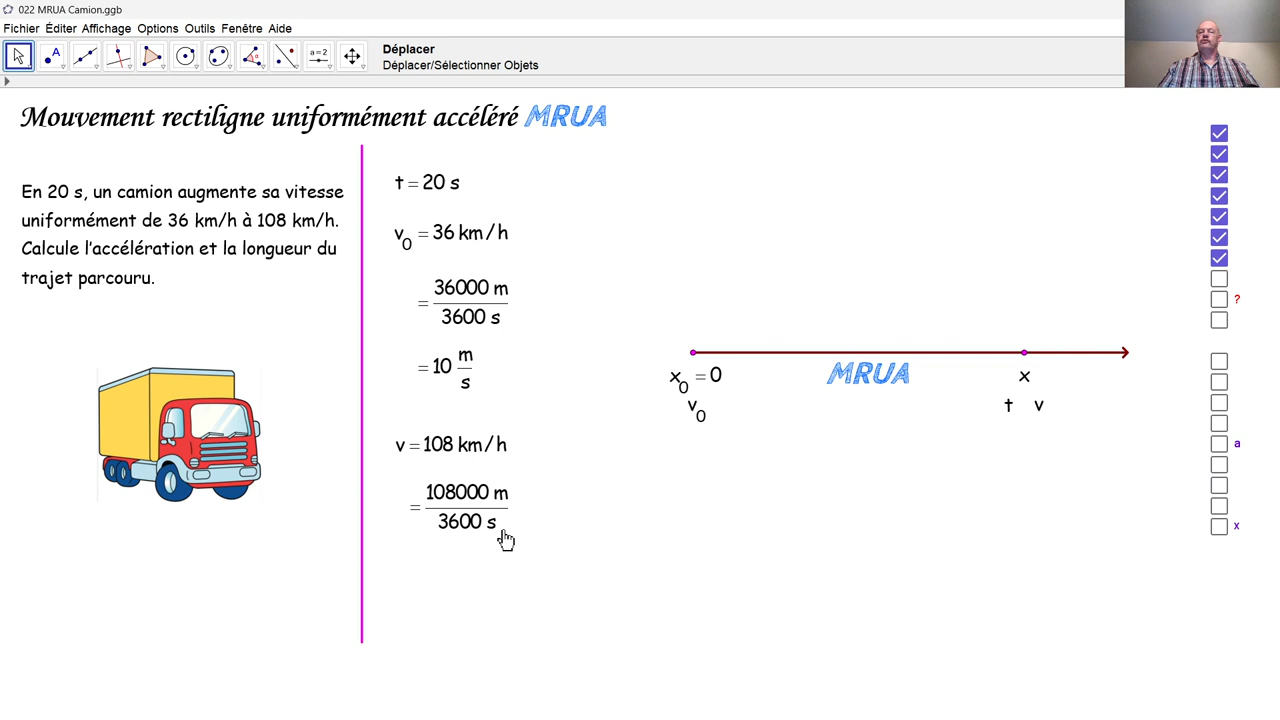 022 MRUA Camion.ggb
Fichier Éditer Affichage Options Outils Fenêtre Aide
A
α
a = 2
Déplacer
Déplacer/Sélectionner Objets
Mouvement rectiligne uniformément accéléré MRUA
En 20 s, un camion augmente sa vitesse
uniformément de 36 km/h à 108 km/h.
Calcule l'accélération et la longueur du
trajet parcouru.
t = 20 s
v0 = 36 km / h
= 36000 m / 3600 s
= 10 m / s
v = 108 km / h
= 108000 m / 3600 s
x0 = 0
MRUA
x
v0
t v
?
a
x